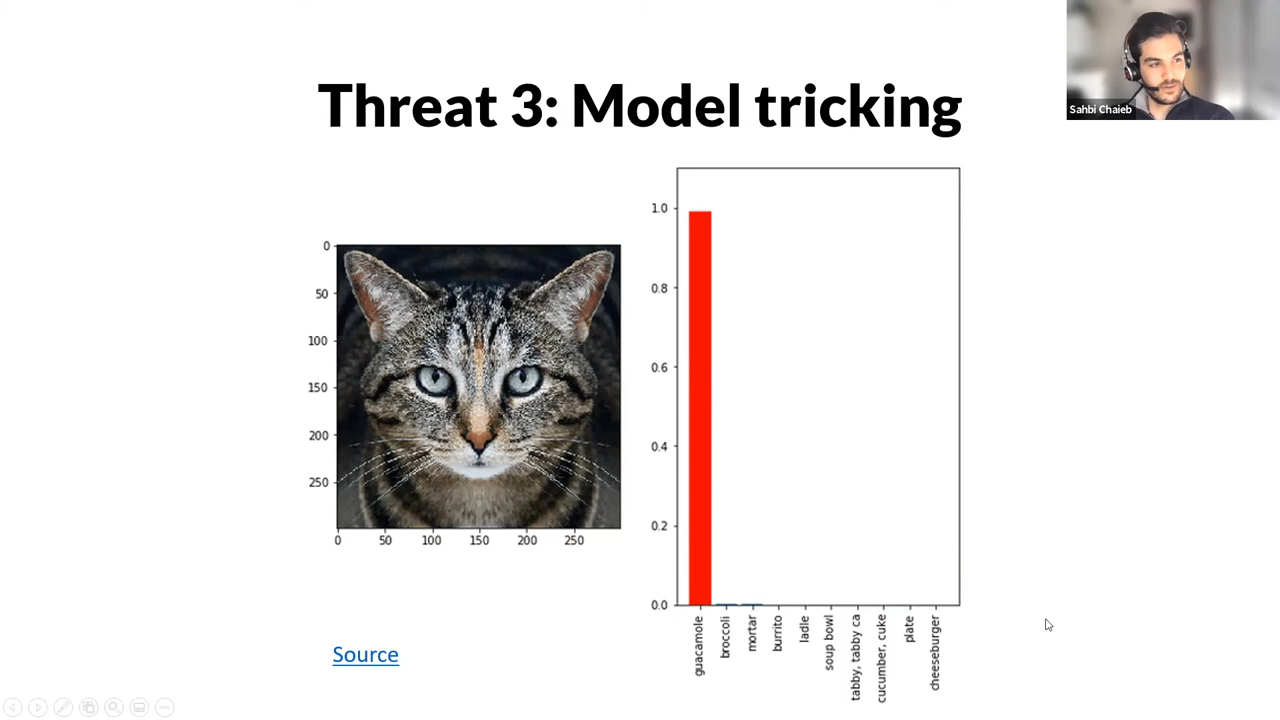 Threat 3: Model tricking
Sahbi Chaieb
0
50
100
150
200
250
0
50
100
150
200
250
1.0
0.8
0.6
0.4
0.2
0.0
guacamole
broccoli
mortar
burrito
ladle
soup bowl
tabby, tabby ca
cucumber, cuke
plate
cheeseburger
Source